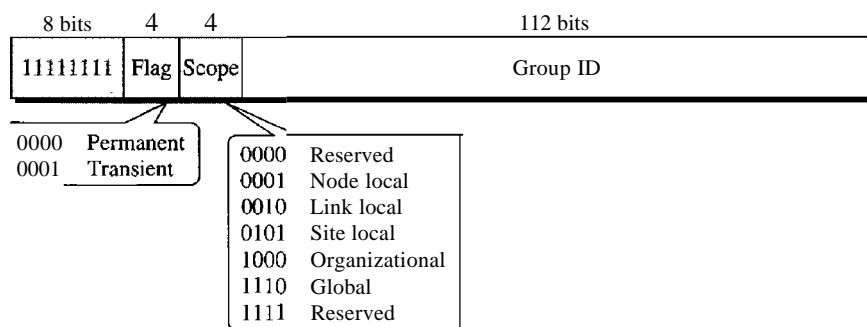 8 bits 4 4 112 bits
11111111 Flag Scope Group ID
0000 Permanent
0001 Transient
0000 Reserved
0001 Node local
0010 Link local
0101 Site local
1000 Organizational
1110 Global
1111 Reserved